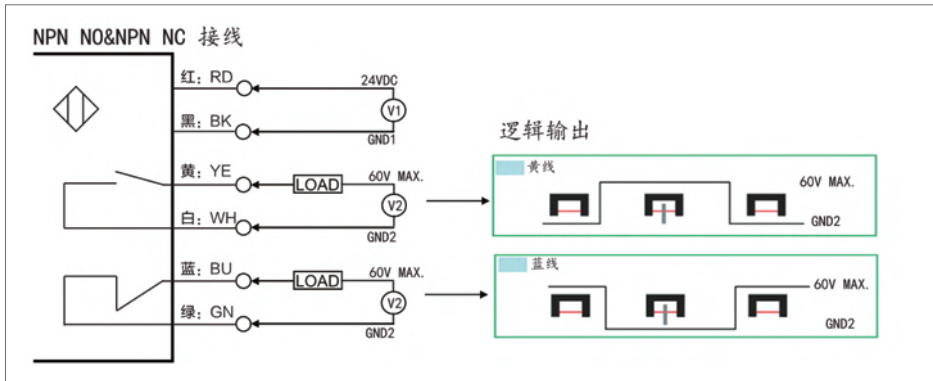 NPN NO&NPN NC 接线
红: RD
24VDC
V1
黑: BK
GND1
黄: YE
LOAD
60V MAX.
V2
白: WH
GND2
蓝: BU
LOAD
60V MAX.
V2
绿: GN
GND2
逻辑输出
黄线
60V MAX.
GND2
蓝线
60V MAX.
GND2